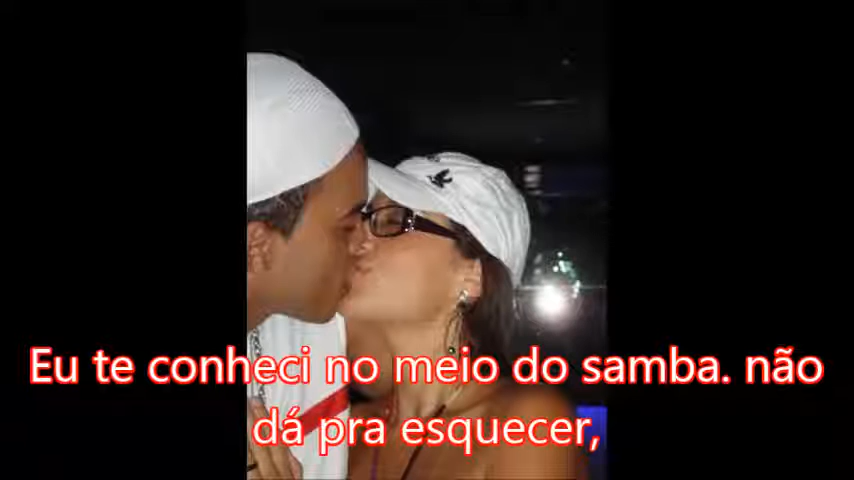 Eu te conheci no meio do samba. não
dá pra esquecer,